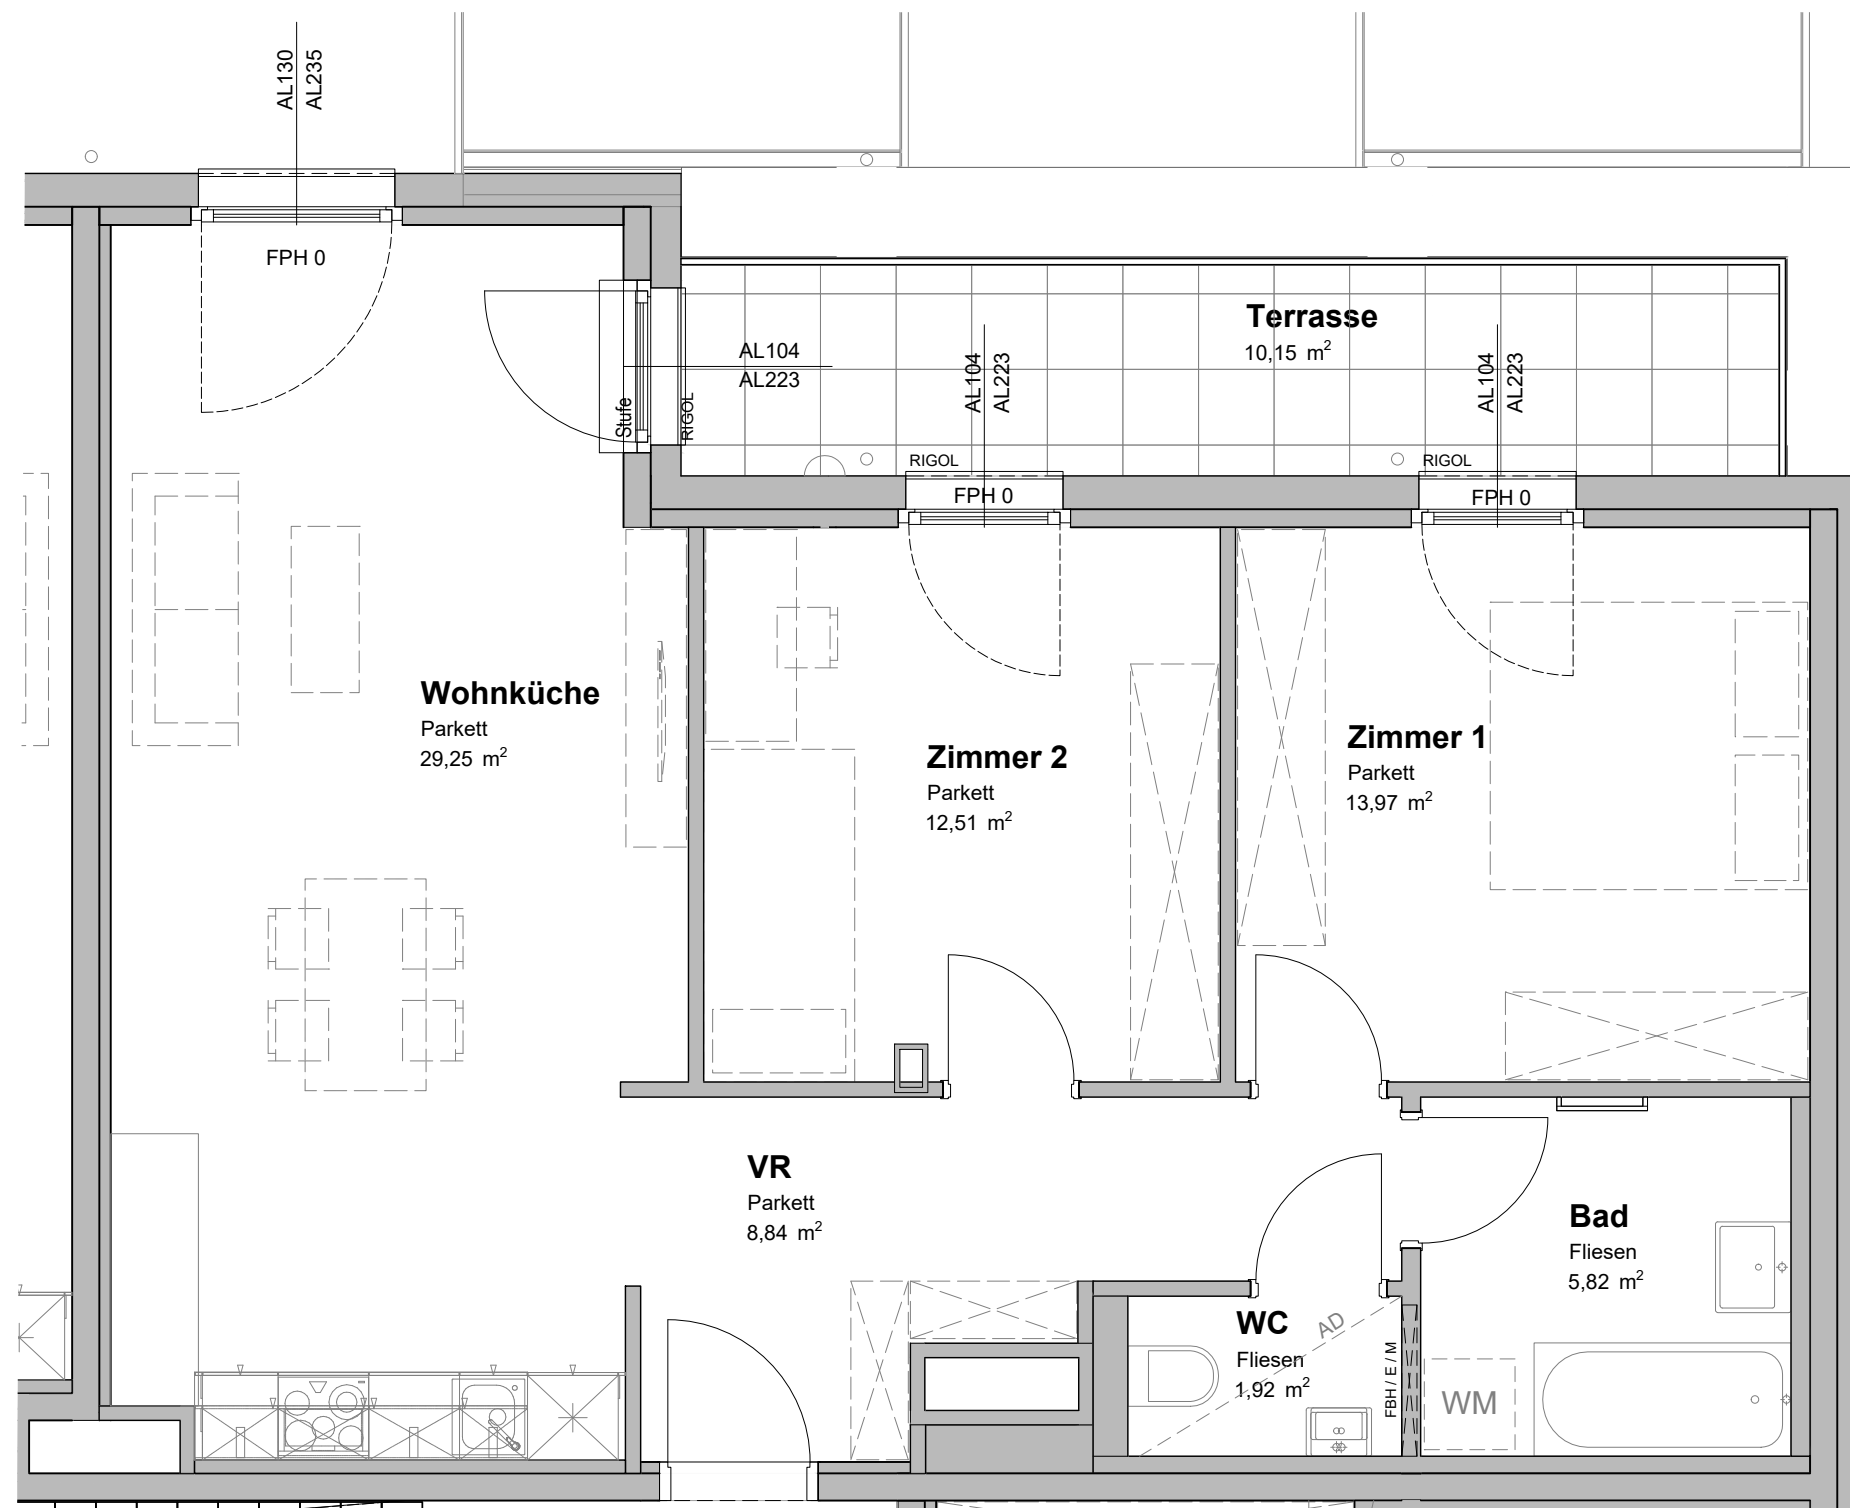 AL130
AL235
FPH 0
Terrasse
10,15 m²
AL104
AL223
Stufe
RIGOL
AL104
AL223
RIGOL
FPH 0
AL104
AL223
RIGOL
FPH 0
Wohnküche
Parkett
29,25 m²
Zimmer 2
Parkett
12,51 m²
Zimmer 1
Parkett
13,97 m²
VR
Parkett
8,84 m²
Bad
Fliesen
5,82 m²
WC
Fliesen
1,92 m²
AD
FBH / E / M
WM